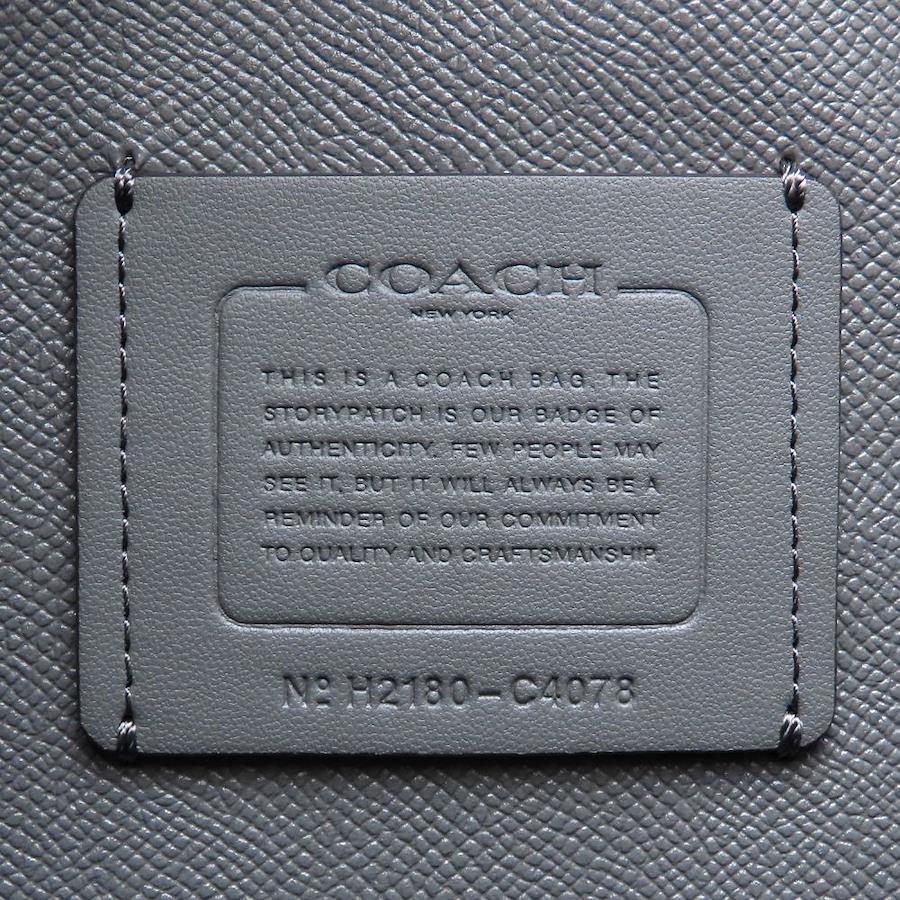 COACH
NEW YORK
THIS IS A COACH BAG. THE
STORYPATCH IS OUR BADGE OF
AUTHENTICITY. FEW PEOPLE MAY
SEE IT, BUT IT WILL ALWAYS BE A
REMINDER OF OUR COMMITMENT
TO QUALITY AND CRAFTSMANSHIP.
Nº H2180-C4078